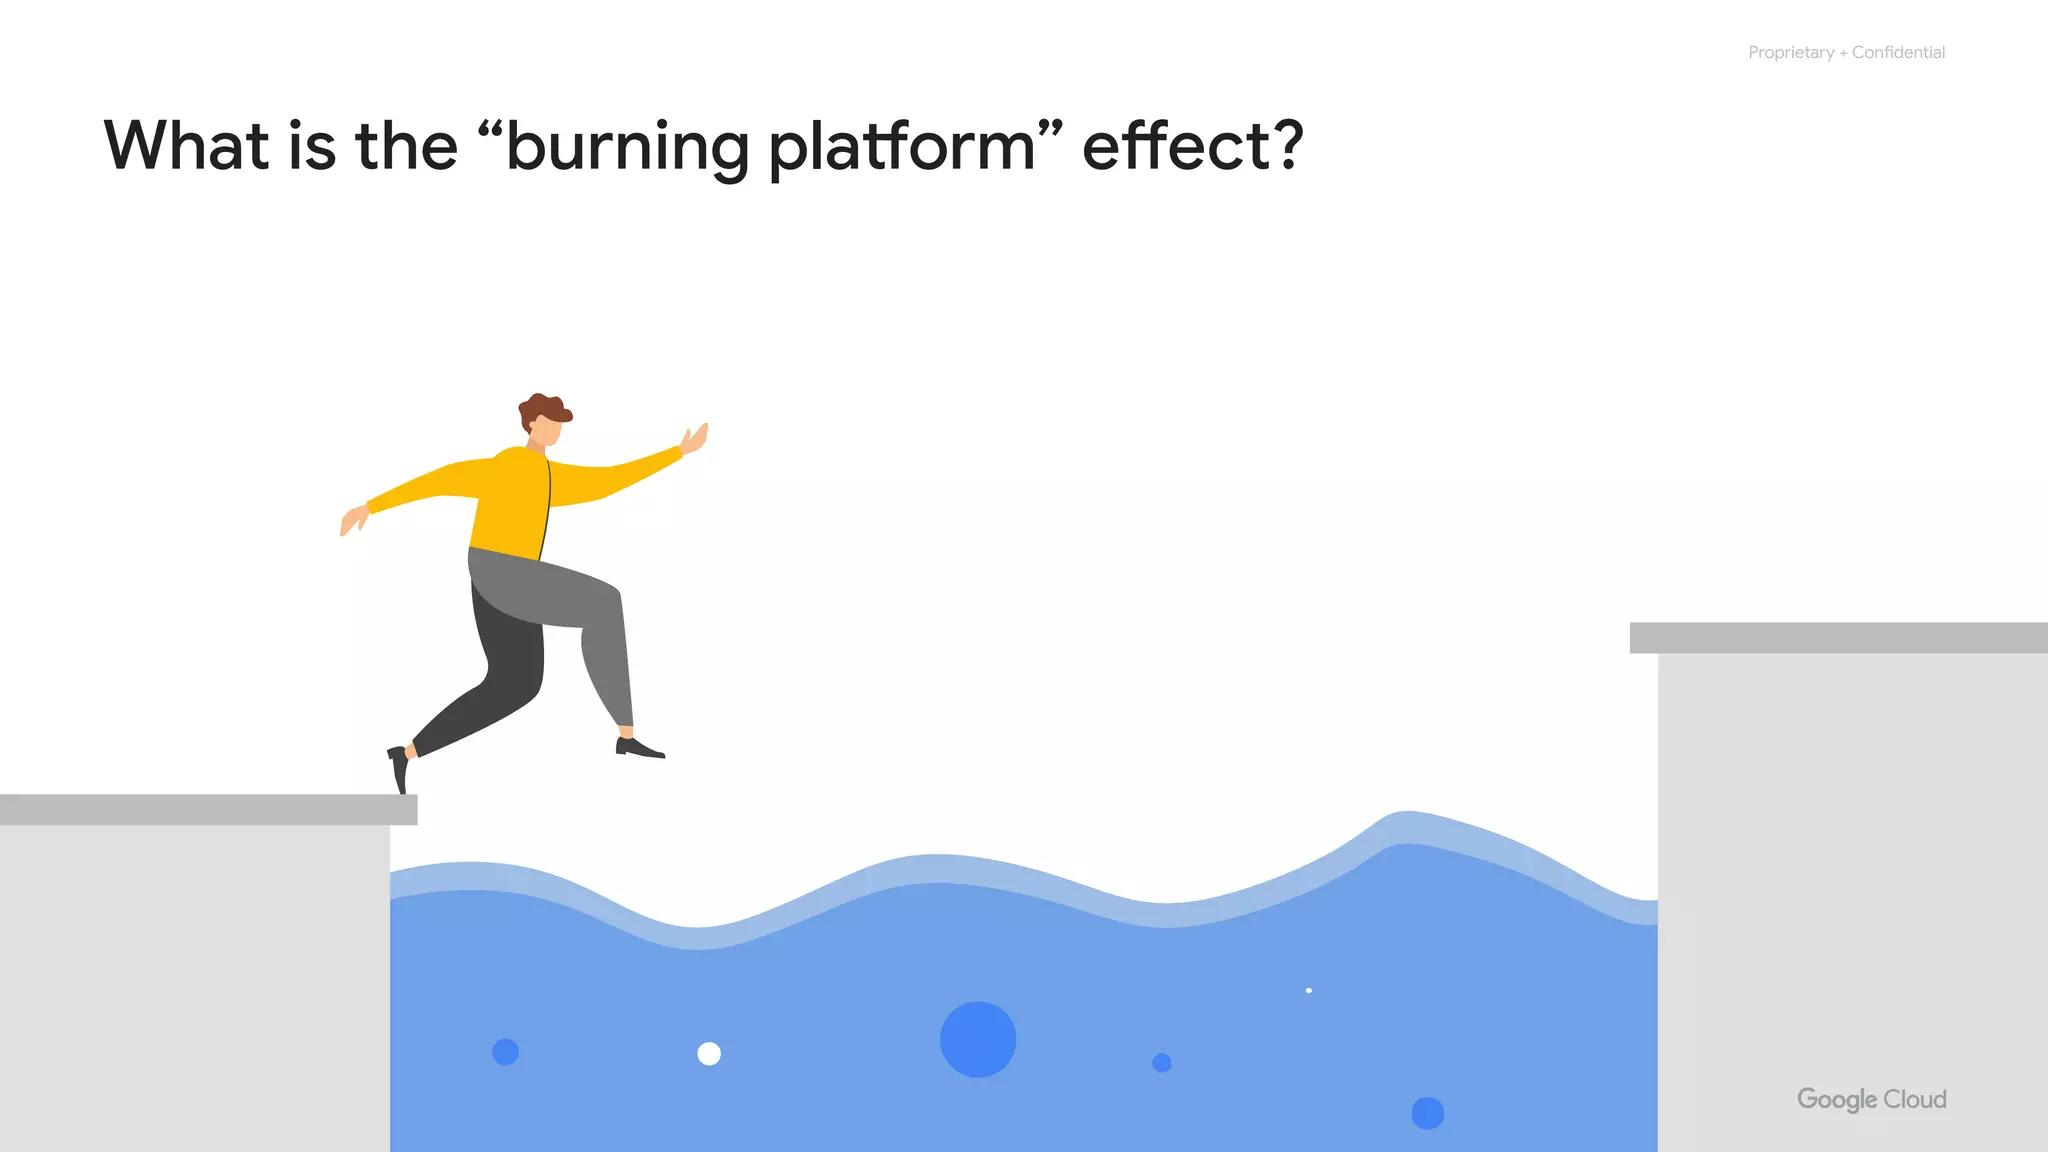 Proprietary + Confidential
What is the “burning platform” effect?
Google Cloud